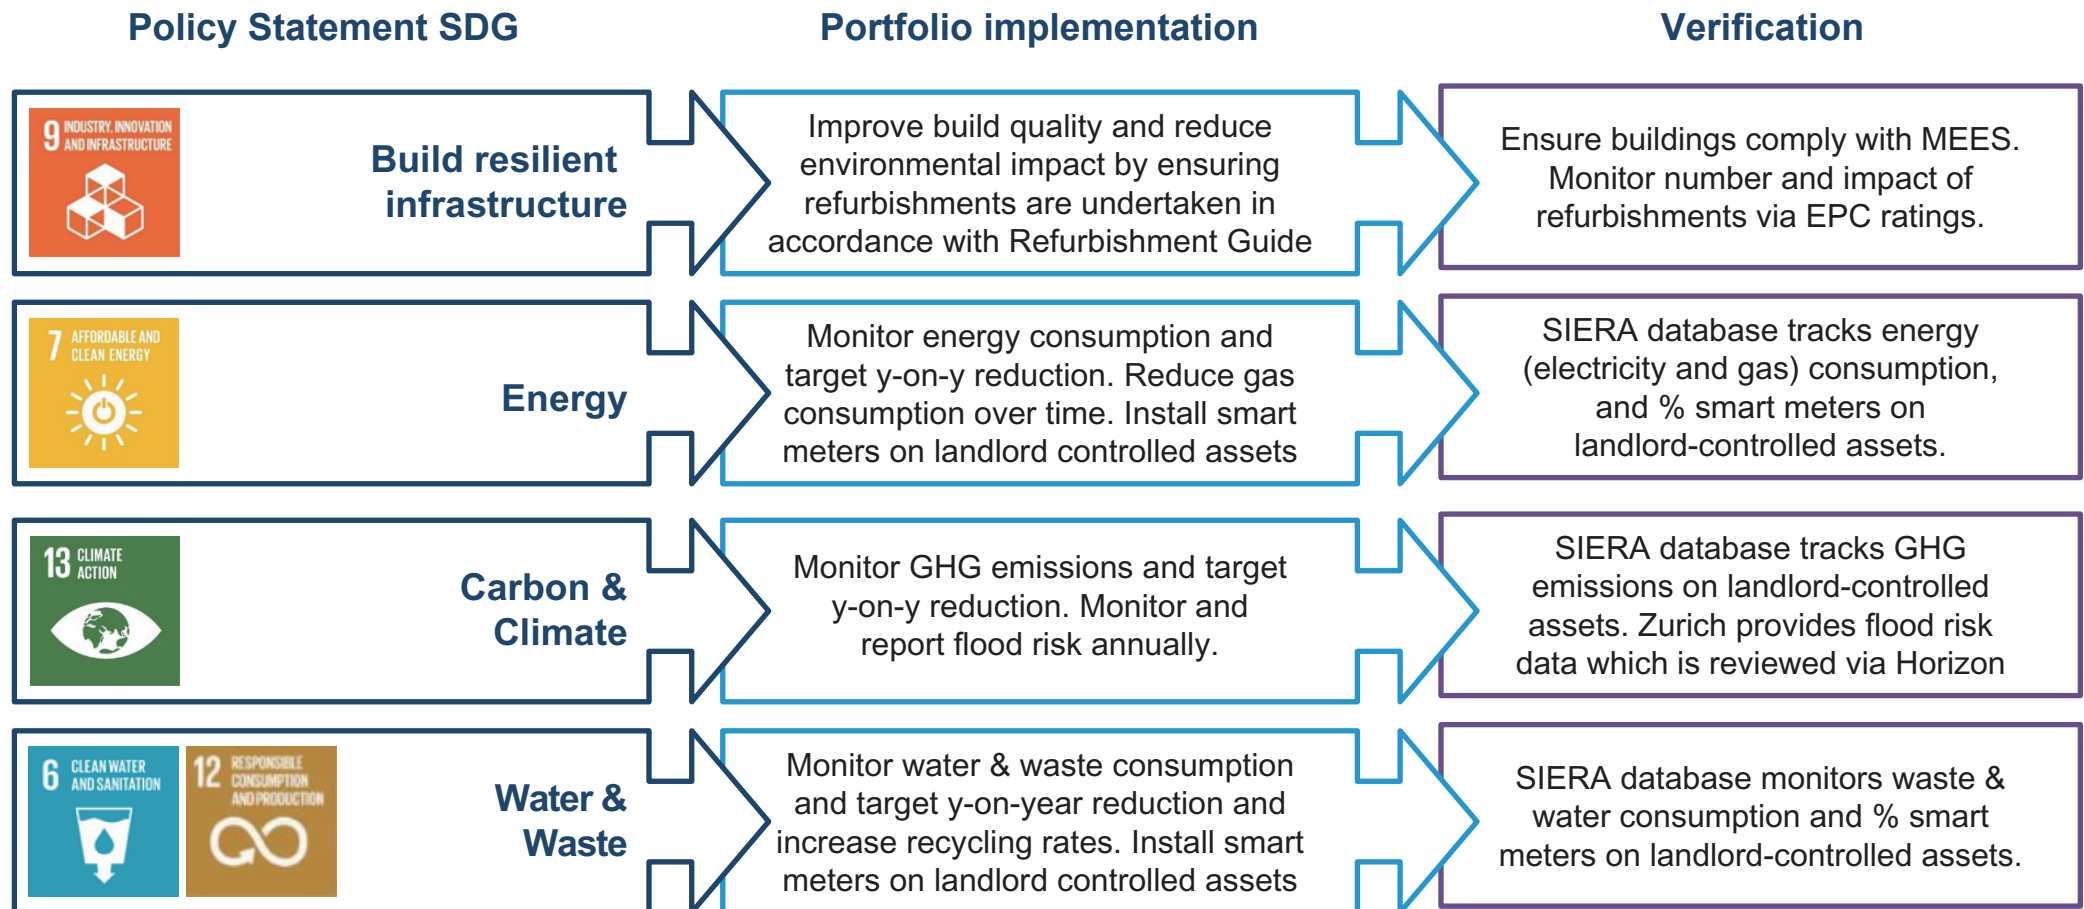 Policy Statement SDG
Portfolio implementation
Verification
9 INDUSTRY, INNOVATION
AND INFRASTRUCTURE
Build resilient
infrastructure
Improve build quality and reduce
environmental impact by ensuring
refurbishments are undertaken in
accordance with Refurbishment Guide
Ensure buildings comply with MEES.
Monitor number and impact of
refurbishments via EPC ratings.
7 AFFORDABLE AND
CLEAN ENERGY
Energy
Monitor energy consumption and
target y-on-y reduction. Reduce gas
consumption over time. Install smart
meters on landlord controlled assets
SIERA database tracks energy
(electricity and gas) consumption,
and % smart meters on
landlord-controlled assets.
13 CLIMATE
ACTION
Carbon &
Climate
Monitor GHG emissions and target
y-on-y reduction. Monitor and
report flood risk annually.
SIERA database tracks GHG
emissions on landlord-controlled
assets. Zurich provides flood risk
data which is reviewed via Horizon
6 CLEAN WATER
AND SANITATION
12 RESPONSIBLE
CONSUMPTION
AND PRODUCTION
Water &
Waste
Monitor water & waste consumption
and target y-on-year reduction and
increase recycling rates. Install smart
meters on landlord controlled assets
SIERA database monitors waste &
water consumption and % smart
meters on landlord-controlled assets.